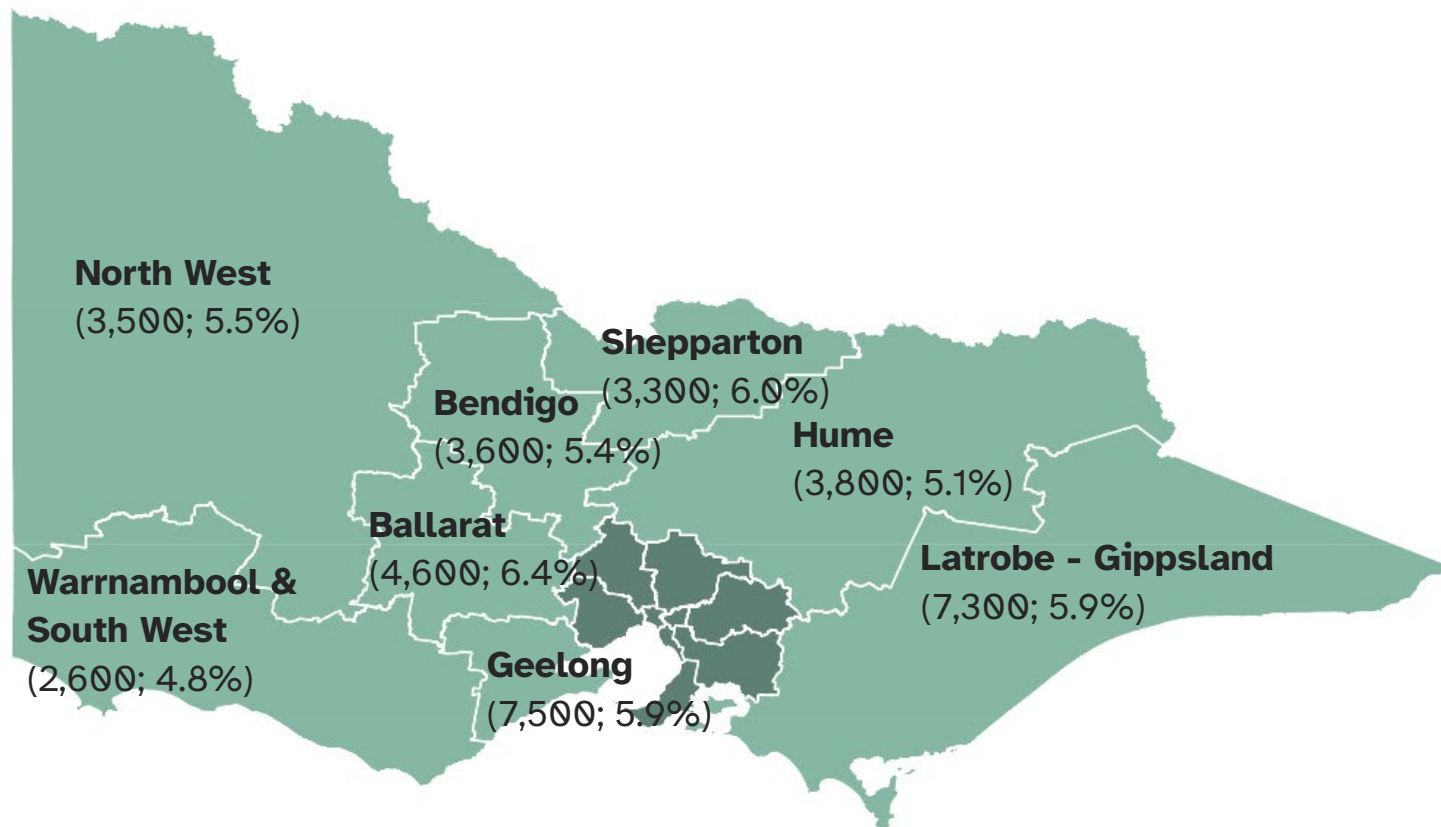 North West
(3,500; 5.5%)
Shepparton
(3,300; 6.0%)
Bendigo
(3,600; 5.4%)
Hume
(3,800; 5.1%)
Ballarat
(4,600; 6.4%)
Latrobe - Gippsland
(7,300; 5.9%)
Warrnambool &
South West
(2,600; 4.8%)
Geelong
(7,500; 5.9%)